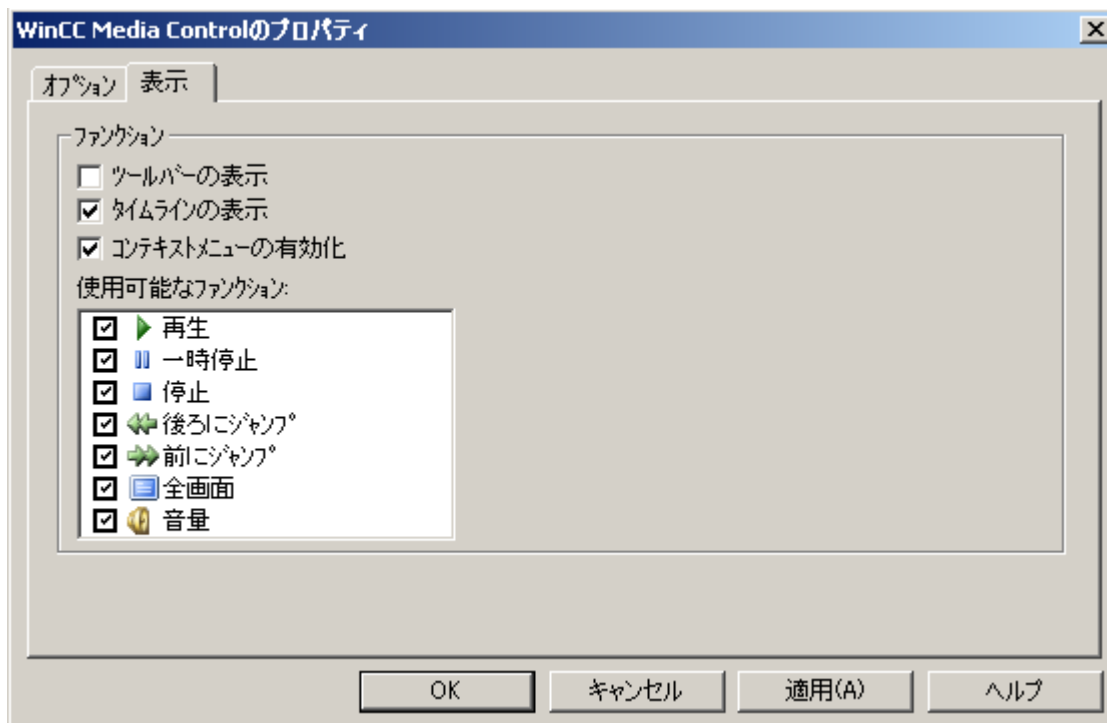 WinCC Media Controlのプロパティ
オプション 表示
ファンクション
ツールバーの表示
タイムラインの表示
コンテキストメニューの有効化
使用可能なファンクション:
再生
一時停止
停止
後ろにジャンプ
前にジャンプ
全画面
音量
OK キャンセル 適用(A) ヘルプ